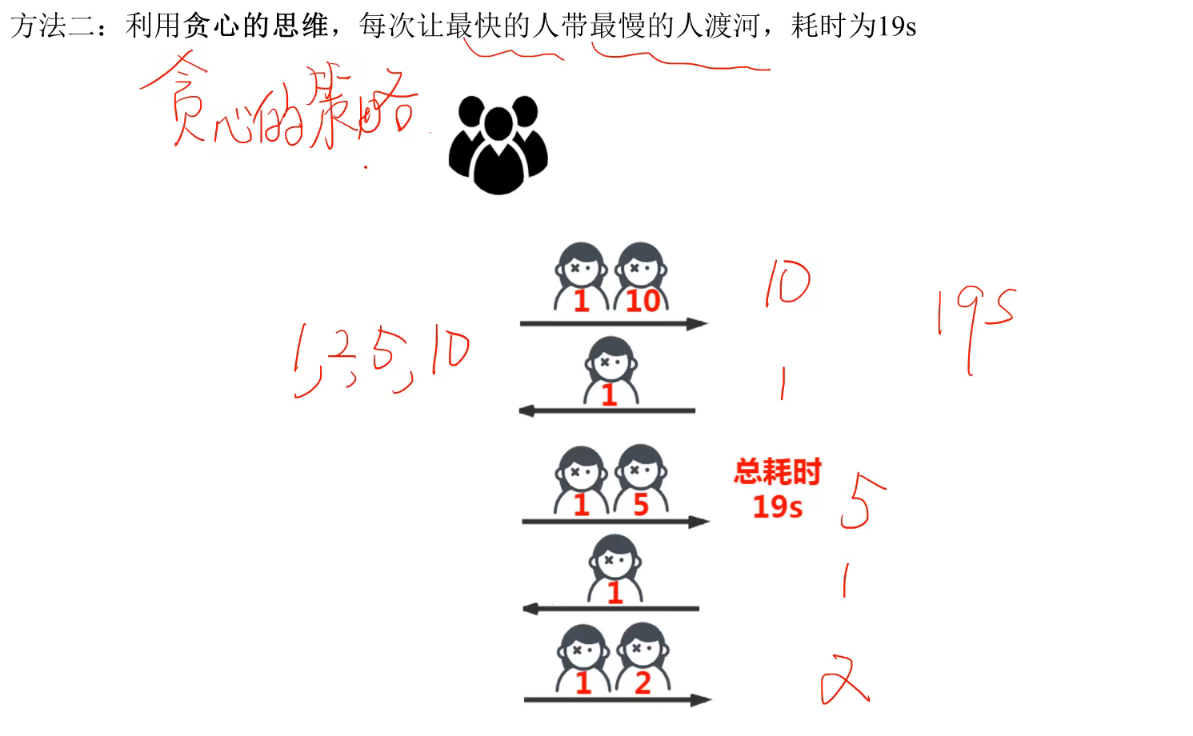 方法二：利用贪心的思维，每次让最快的人带最慢的人渡河，耗时为19s
贪心的策略
1 10
10
19s
1,2,5,10
1
1
总耗时
19s
1 5
5
1
1
1 2
2